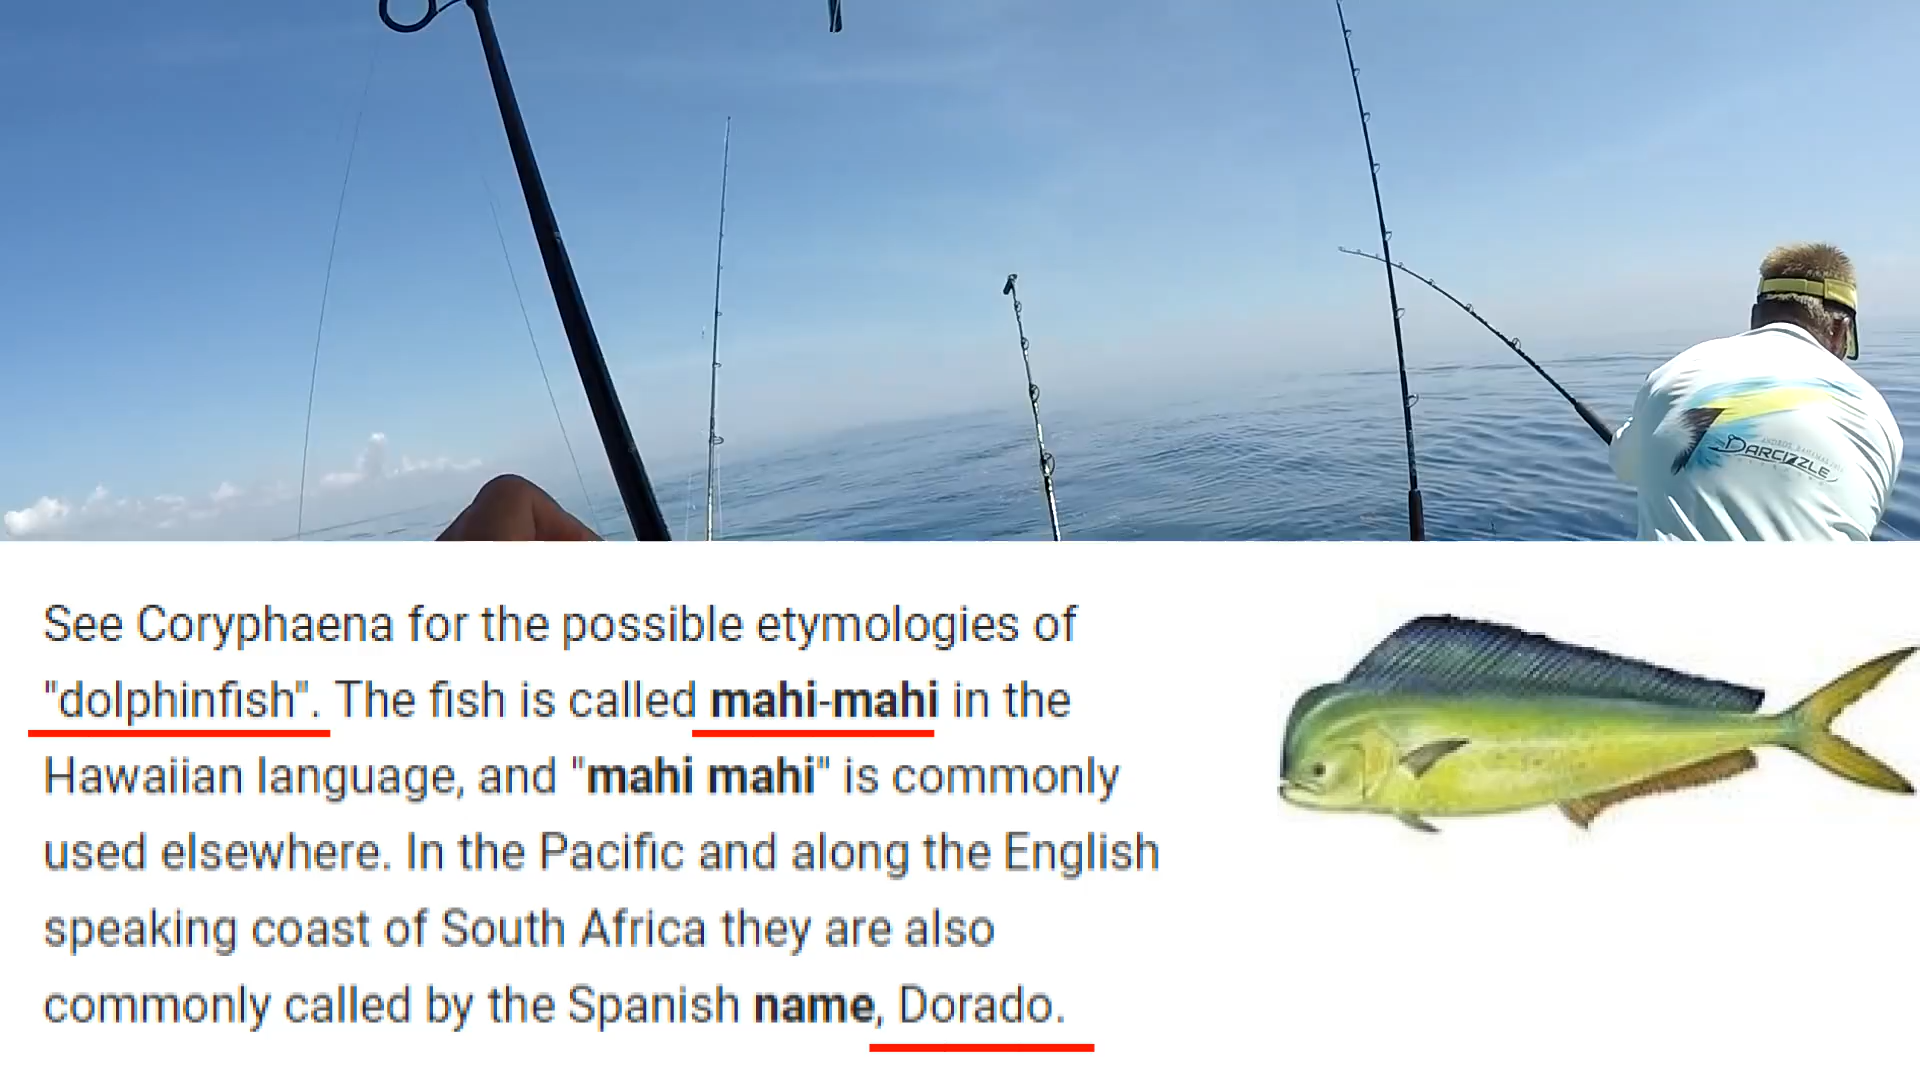 DARCIZZLE
See Coryphaena for the possible etymologies of
"dolphinfish". The fish is called mahi-mahi in the
Hawaiian language, and "mahi mahi" is commonly
used elsewhere. In the Pacific and along the English
speaking coast of South Africa they are also
commonly called by the Spanish name, Dorado.